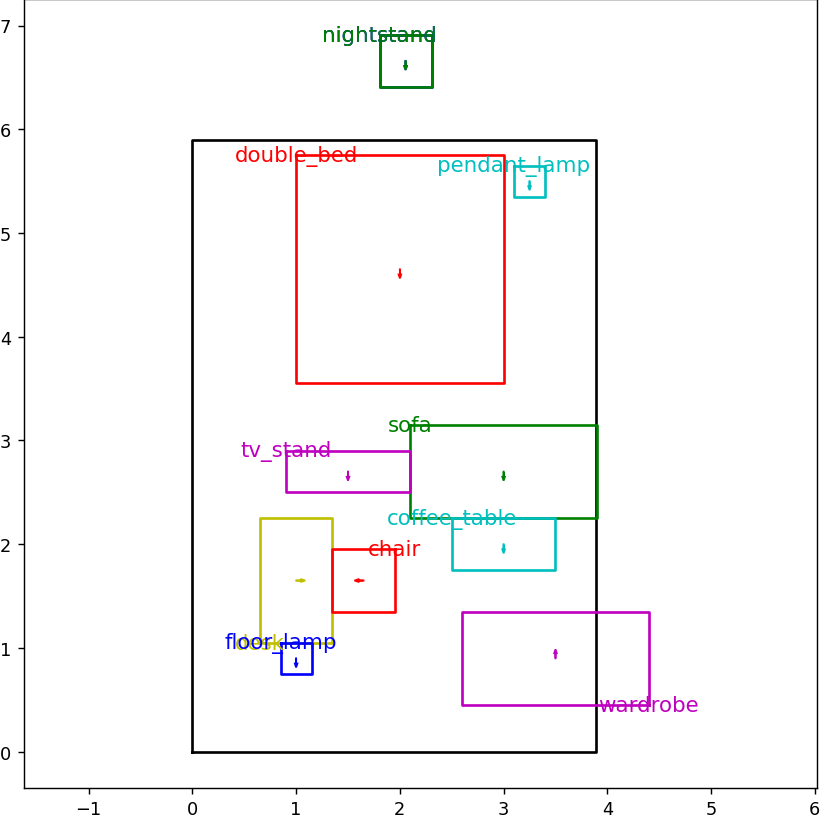 7
nightstand
6
double_bed
pendant_lamp
5
4
3
sofa
tv_stand
coffee_table
2
chair
1
floor_lamp
wardrobe
0
−1 0 1 2 3 4 5 6